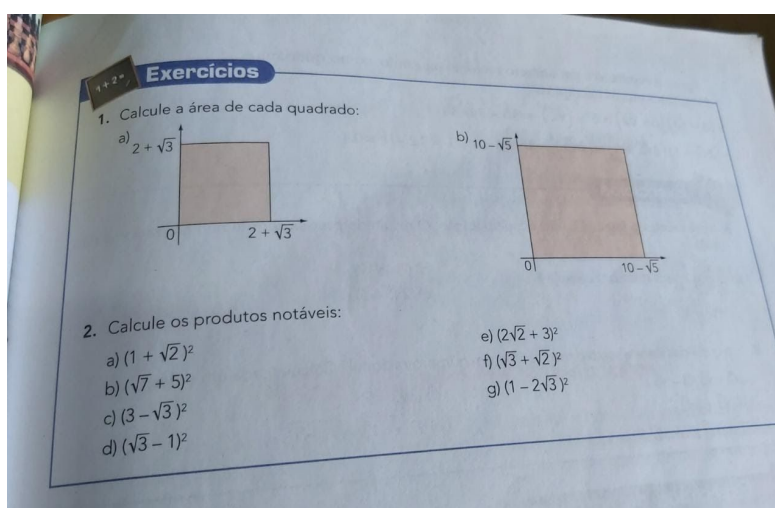 1 + 2 =
Exercícios
1. Calcule a área de cada quadrado:
a)
2 + √3
0
2 + √3
b)
10 – √5
0
10 – √5
2. Calcule os produtos notáveis:
a) (1 + √2)²
b) (√7 + 5)²
c) (3 – √3)²
d) (√3 – 1)²
e) (2√2 + 3)²
f) (√3 + √2)²
g) (1 – 2√3)²